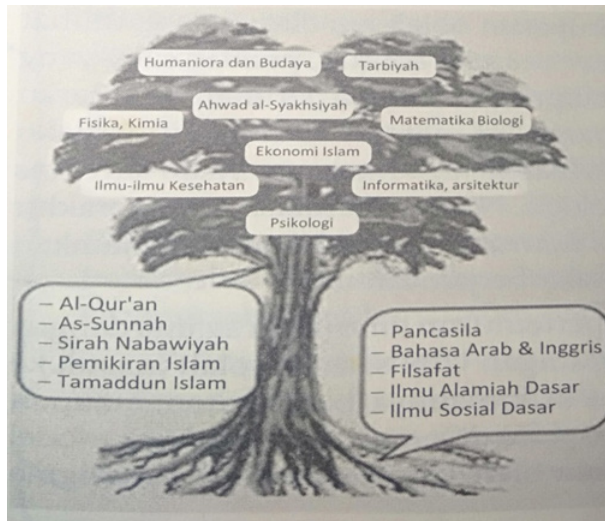 Humaniora dan Budaya
Tarbiyah
Ahwad al-Syakhsiyah
Fisika, Kimia
Matematika Biologi
Ekonomi Islam
Ilmu-ilmu Kesehatan
Informatika, arsitektur
Psikologi
– Al-Qur'an
– As-Sunnah
– Sirah Nabawiyah
– Pemikiran Islam
– Tamaddun Islam
– Pancasila
– Bahasa Arab & Inggris
– Filsafat
– Ilmu Alamiah Dasar
– Ilmu Sosial Dasar